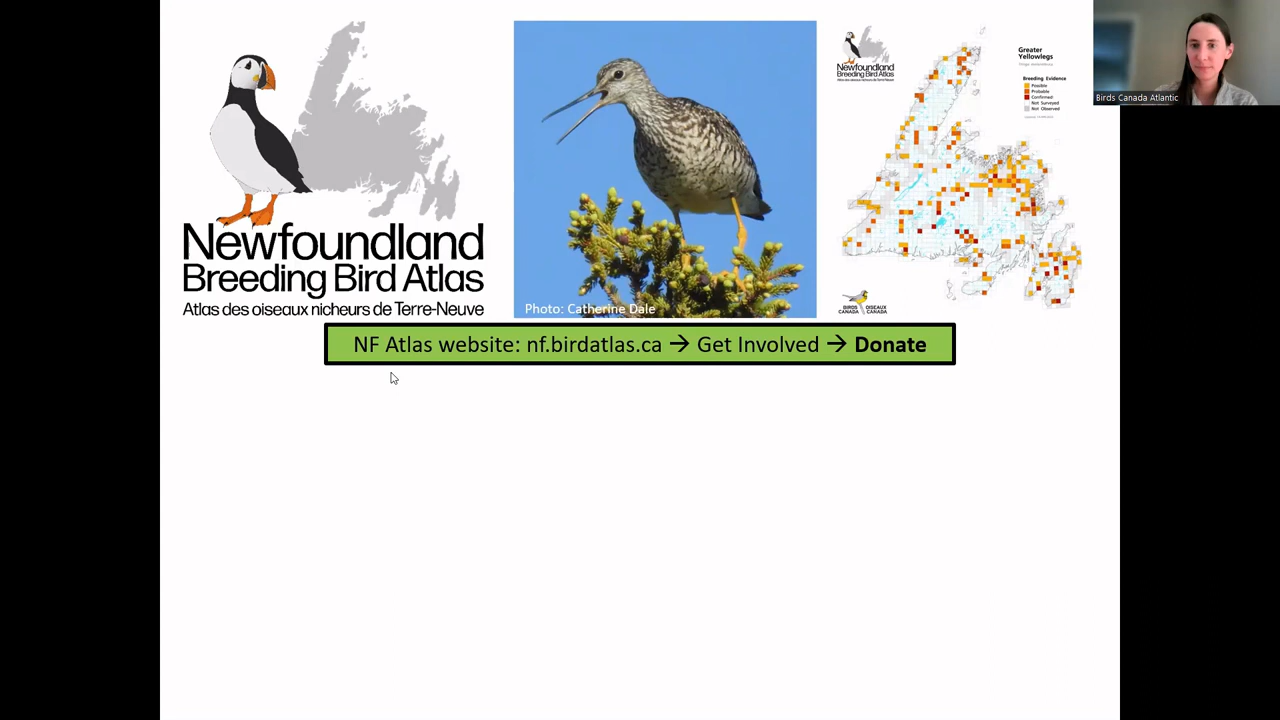 Newfoundland
Breeding Bird Atlas
Atlas des oiseaux nicheurs de Terre-Neuve
Photo: Catherine Dale
Newfoundland
Breeding Bird Atlas
Greater
Yellowlegs
Breeding Evidence
Possible
Probable
Confirmed
Not Surveyed
Not Observed
BIRDS CANADA
OISEAUX CANADA
Birds Canada Atlantic
NF Atlas website: nf.birdatlas.ca → Get Involved → Donate